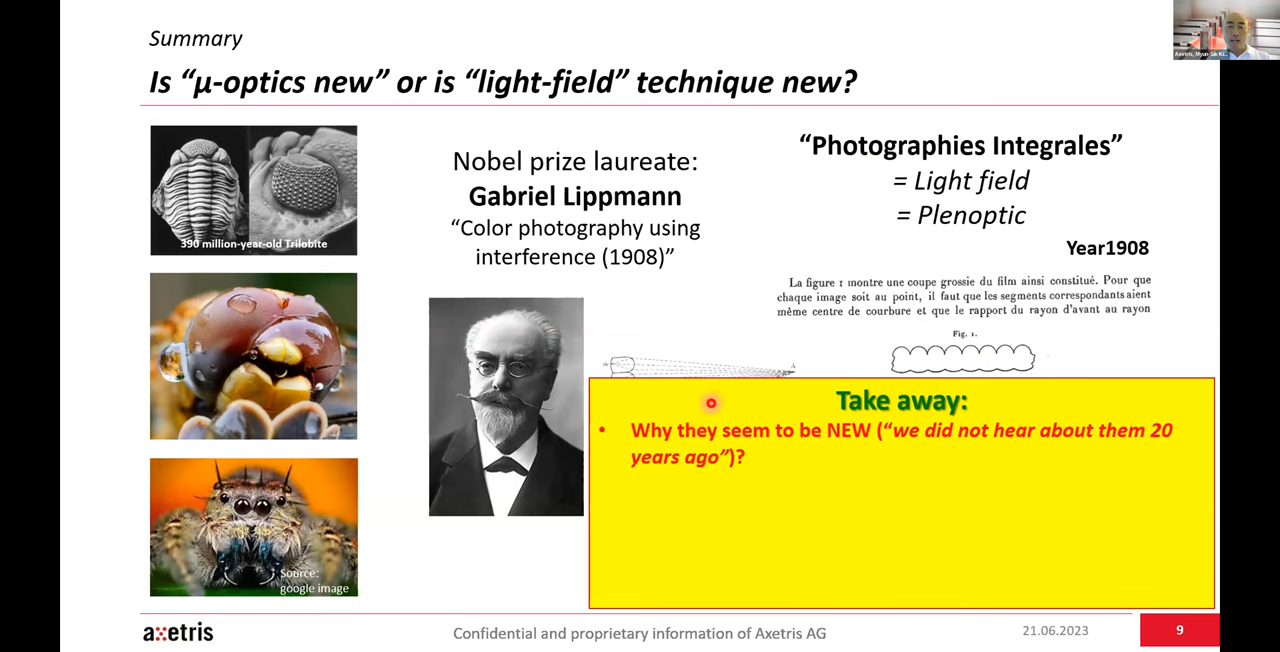 Summary
Is “μ-optics new” or is “light-field” technique new?
390 million-year-old Trilobite
Source:
google image
Nobel prize laureate:
Gabriel Lippmann
“Color photography using
interference (1908)”
“Photographies Integrales”
= Light field
= Plenoptic
Year1908
La figure 1 montre une coupe grossie du film ainsi constitué. Pour que
chaque image soit au point, il faut que les segments correspondants aient
même centre de courbure et que le rapport du rayon d'avant au rayon
Fig. 1.
A
Take away:
• Why they seem to be NEW (“we did not hear about them 20
years ago”)?
axetris
Confidential and proprietary information of Axetris AG
21.06.2023
9
Axetris, Myun-Sik Ki...